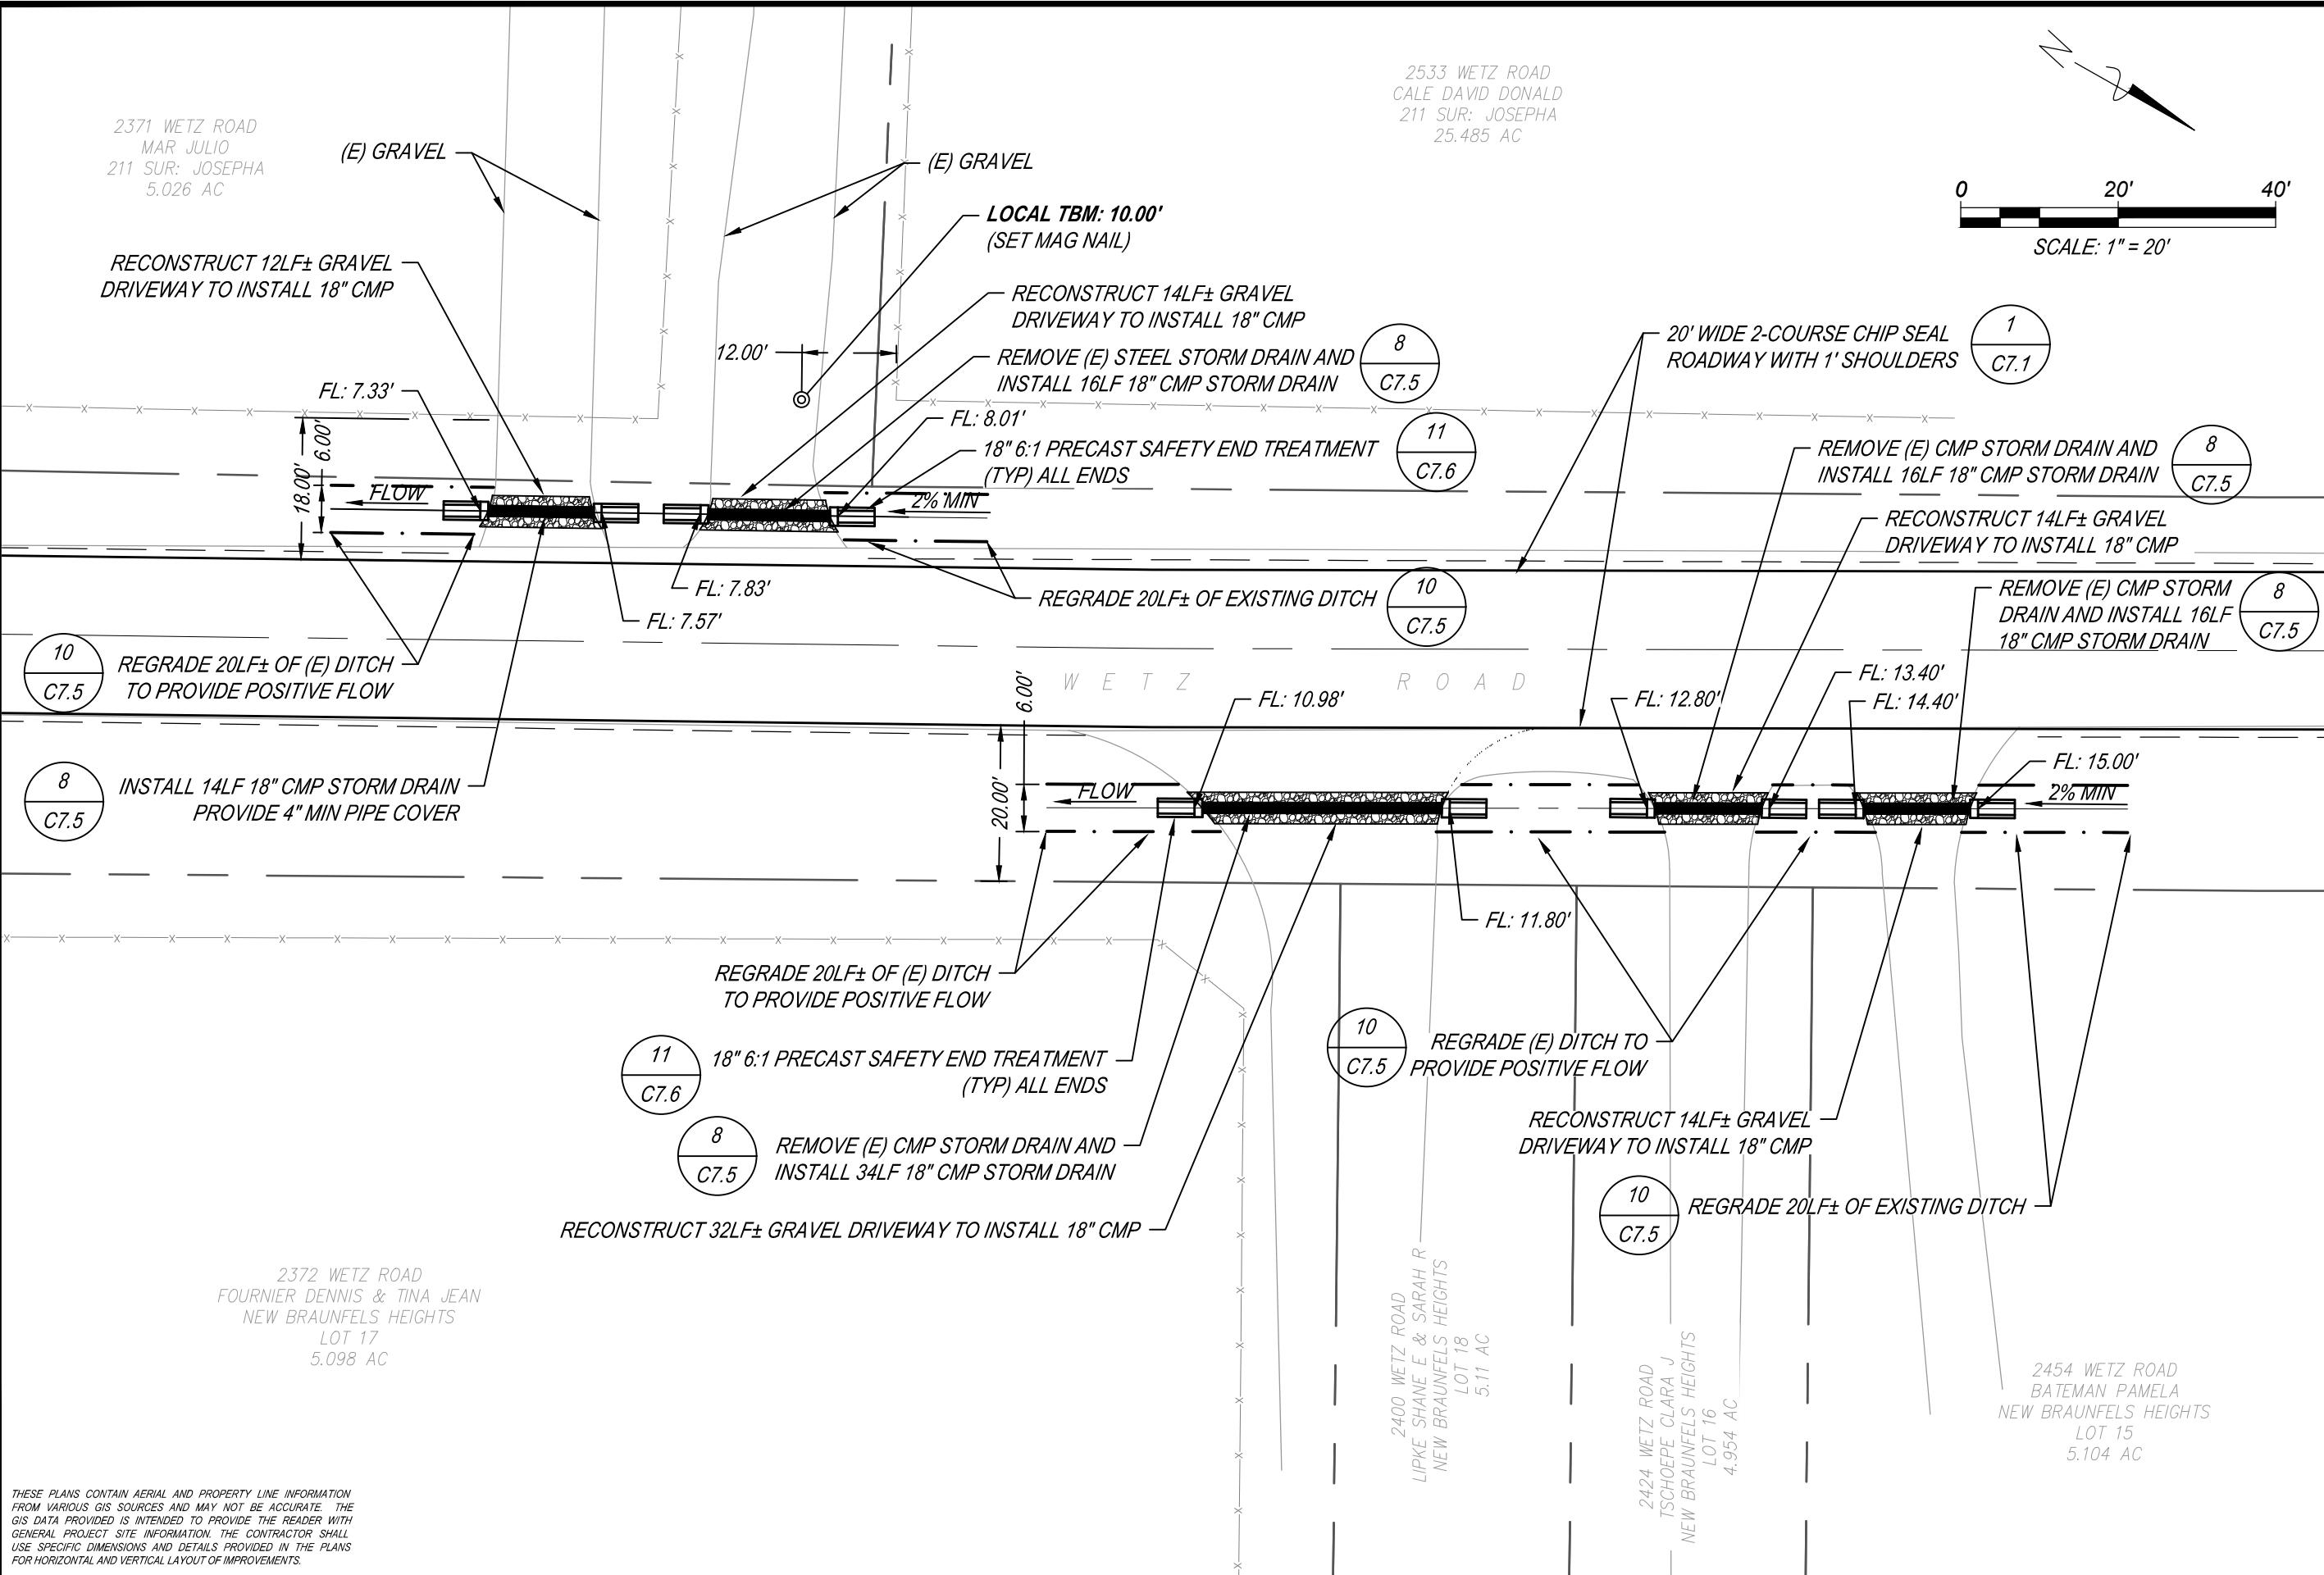 2371 WETZ ROAD
MAR JULIO
211 SUR: JOSEPHA
5.026 AC
(E) GRAVEL
(E) GRAVEL
2533 WETZ ROAD
CALE DAVID DONALD
211 SUR: JOSEPHA
25.485 AC
N
0 20' 40'
SCALE: 1" = 20'
LOCAL TBM: 10.00'
(SET MAG NAIL)
RECONSTRUCT 12LF± GRAVEL
DRIVEWAY TO INSTALL 18" CMP
RECONSTRUCT 14LF± GRAVEL
DRIVEWAY TO INSTALL 18" CMP
12.00'
REMOVE (E) STEEL STORM DRAIN AND
INSTALL 16LF 18" CMP STORM DRAIN
8
C7.5
20' WIDE 2-COURSE CHIP SEAL
ROADWAY WITH 1' SHOULDERS
1
C7.1
FL: 7.33'
FL: 8.01'
18" 6:1 PRECAST SAFETY END TREATMENT
(TYP) ALL ENDS
11
C7.6
REMOVE (E) CMP STORM DRAIN AND
INSTALL 16LF 18" CMP STORM DRAIN
8
C7.5
18.00'
6.00'
FLOW
2% MIN
RECONSTRUCT 14LF± GRAVEL
DRIVEWAY TO INSTALL 18" CMP
FL: 7.83'
FL: 7.57'
REGRADE 20LF± OF EXISTING DITCH
10
C7.5
REMOVE (E) CMP STORM
DRAIN AND INSTALL 16LF
18" CMP STORM DRAIN
8
C7.5
10
C7.5
REGRADE 20LF± OF (E) DITCH
TO PROVIDE POSITIVE FLOW
WETZ ROAD
6.00'
20.00'
FL: 10.98'
FL: 12.80'
FL: 13.40'
FL: 14.40'
FL: 15.00'
8
C7.5
INSTALL 14LF 18" CMP STORM DRAIN
PROVIDE 4" MIN PIPE COVER
FLOW
2% MIN
FL: 11.80'
REGRADE 20LF± OF (E) DITCH
TO PROVIDE POSITIVE FLOW
11
C7.6
18" 6:1 PRECAST SAFETY END TREATMENT
(TYP) ALL ENDS
10
C7.5
REGRADE (E) DITCH TO
PROVIDE POSITIVE FLOW
8
C7.5
REMOVE (E) CMP STORM DRAIN AND
INSTALL 34LF 18" CMP STORM DRAIN
RECONSTRUCT 14LF± GRAVEL
DRIVEWAY TO INSTALL 18" CMP
RECONSTRUCT 32LF± GRAVEL DRIVEWAY TO INSTALL 18" CMP
10
C7.5
REGRADE 20LF± OF EXISTING DITCH
2372 WETZ ROAD
FOURNIER DENNIS & TINA JEAN
NEW BRAUNFELS HEIGHTS
LOT 17
5.098 AC
2400 WETZ ROAD
LIPKE SHANE E & SARAH R
NEW BRAUNFELS HEIGHTS
LOT 18
5.11 AC
2424 WETZ ROAD
TSCHOEPE CLARA J
NEW BRAUNFELS HEIGHTS
LOT 16
4.954 AC
2454 WETZ ROAD
BATEMAN PAMELA
NEW BRAUNFELS HEIGHTS
LOT 15
5.104 AC
THESE PLANS CONTAIN AERIAL AND PROPERTY LINE INFORMATION
FROM VARIOUS GIS SOURCES AND MAY NOT BE ACCURATE. THE
GIS DATA PROVIDED IS INTENDED TO PROVIDE THE READER WITH
GENERAL PROJECT SITE INFORMATION. THE CONTRACTOR SHALL
USE SPECIFIC DIMENSIONS AND DETAILS PROVIDED IN THE PLANS
FOR HORIZONTAL AND VERTICAL LAYOUT OF IMPROVEMENTS.